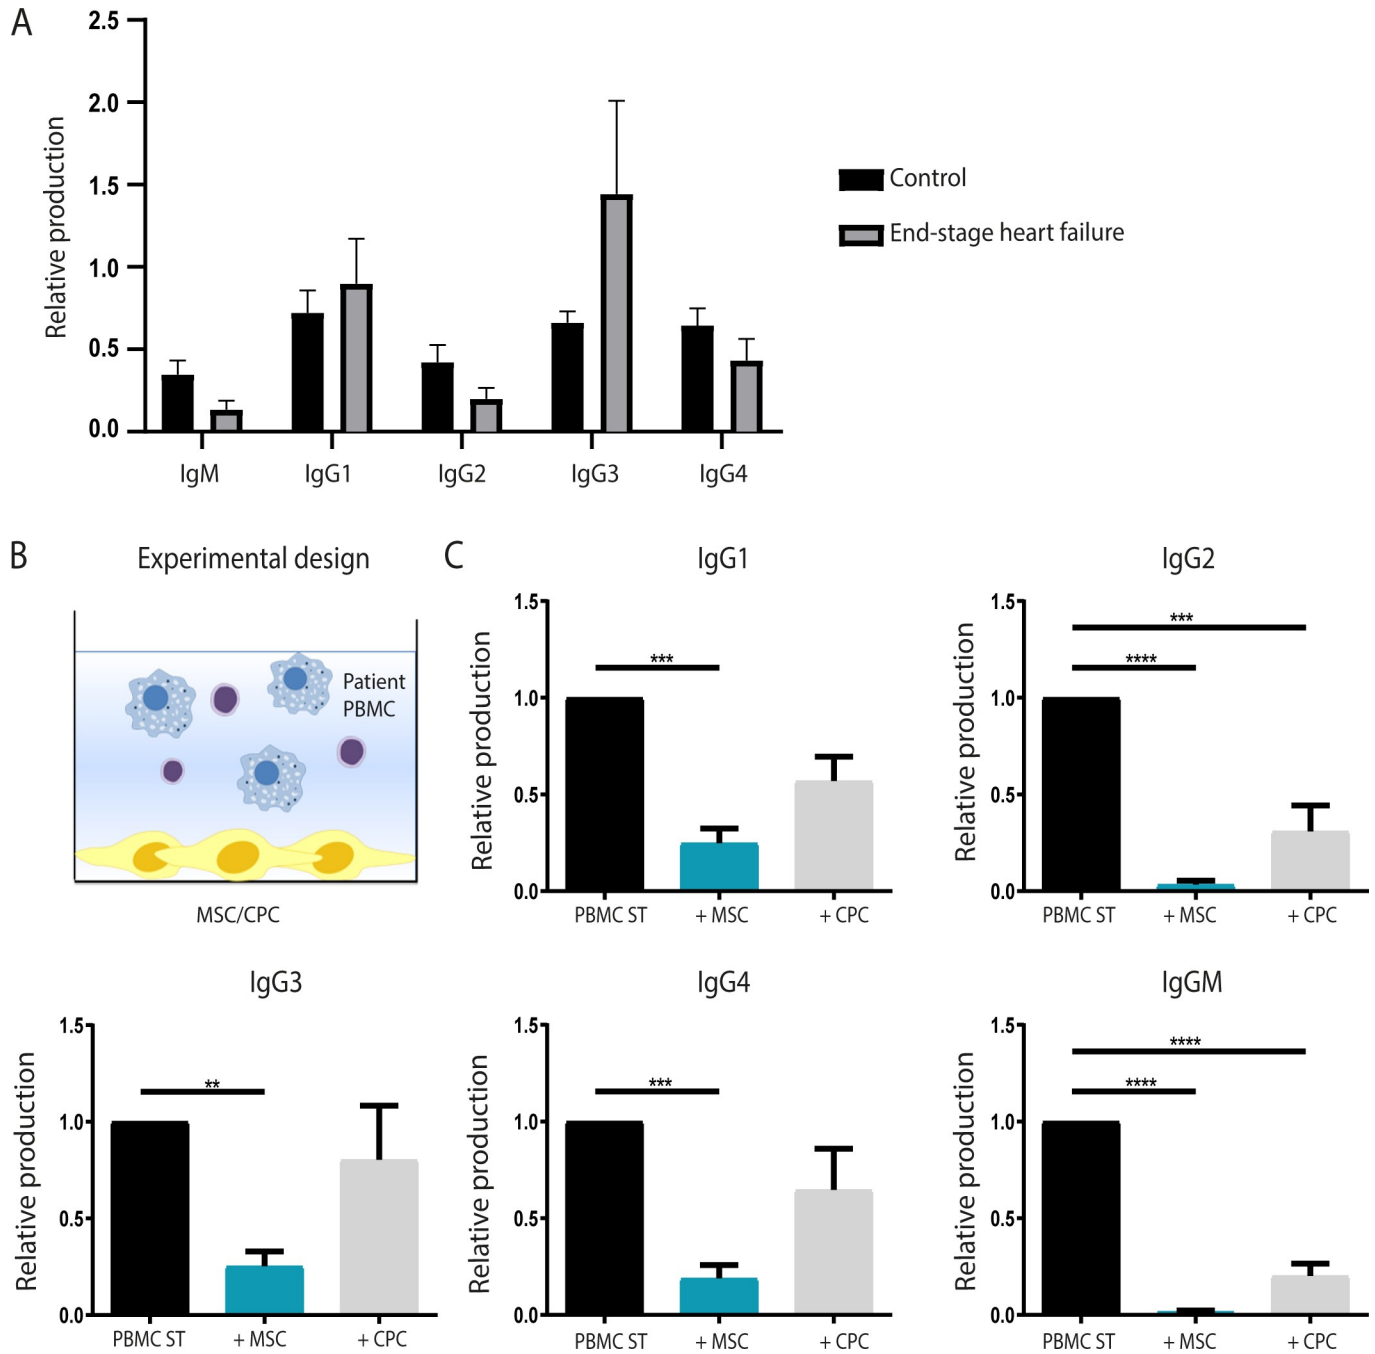 A
2.5
2.0
1.5
1.0
0.5
0.0
Relative production
IgM
IgG1
IgG2
IgG3
IgG4
Control
End-stage heart failure
B
Experimental design
Patient
PBMC
MSC/CPC
C
IgG1
1.5
1.0
0.5
0.0
Relative production
***
PBMC ST
+ MSC
+ CPC
IgG2
1.5
1.0
0.5
0.0
Relative production
***
****
PBMC ST
+ MSC
+ CPC
IgG3
1.5
1.0
0.5
0.0
Relative production
**
PBMC ST
+ MSC
+ CPC
IgG4
1.5
1.0
0.5
0.0
Relative production
***
PBMC ST
+ MSC
+ CPC
IgGM
1.5
1.0
0.5
0.0
Relative production
****
****
PBMC ST
+ MSC
+ CPC